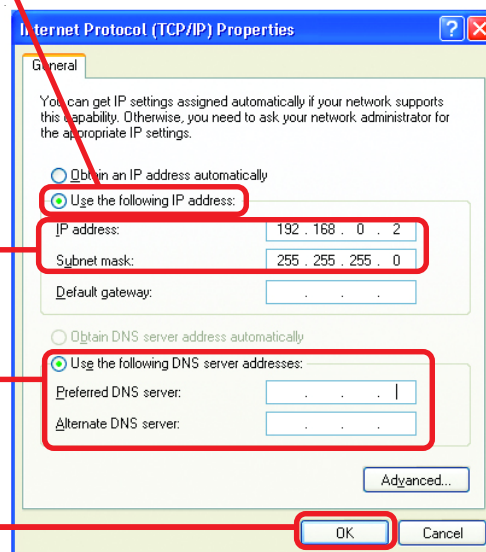 Internet Protocol (TCP/IP) Properties
General
You can get IP settings assigned automatically if your network supports
this capability. Otherwise, you need to ask your network administrator for
the appropriate IP settings.
Obtain an IP address automatically
Use the following IP address:
IP address: 192 . 168 . 0 . 2
Subnet mask: 255 . 255 . 255 . 0
Default gateway: . . .
Obtain DNS server address automatically
Use the following DNS server addresses:
Preferred DNS server: . . .
Alternate DNS server: . . .
Advanced...
OK Cancel